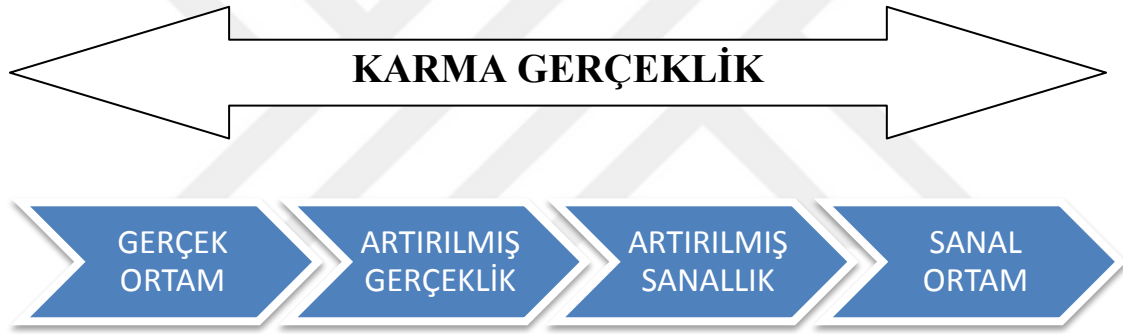 KARMA GERÇEKLİK
GERÇEK
ORTAM
ARTIRILMIŞ
GERÇEKLİK
ARTIRILMIŞ
SANALLIK
SANAL
ORTAM